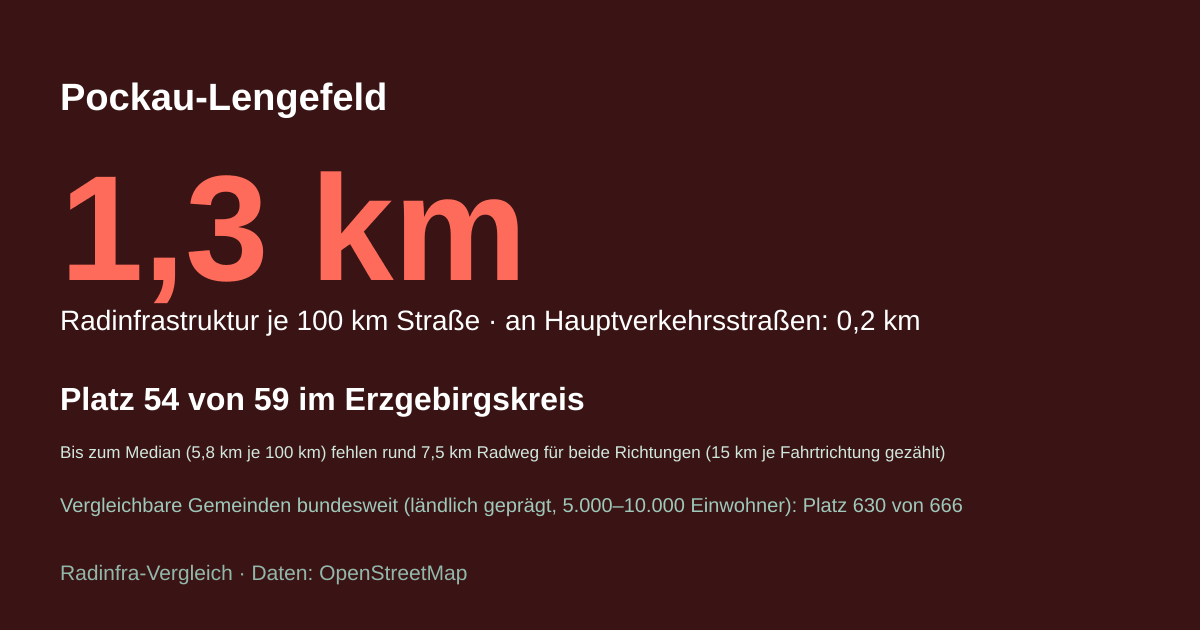 Pockau-Lengefeld
1,3 km
Radinfrastruktur je 100 km Straße · an Hauptverkehrsstraßen: 0,2 km
Platz 54 von 59 im Erzgebirgskreis
Bis zum Median (5,8 km je 100 km) fehlen rund 7,5 km Radweg für beide Richtungen (15 km je Fahrtrichtung gezählt)
Vergleichbare Gemeinden bundesweit (ländlich geprägt, 5.000–10.000 Einwohner): Platz 630 von 666
Radinfra-Vergleich · Daten: OpenStreetMap